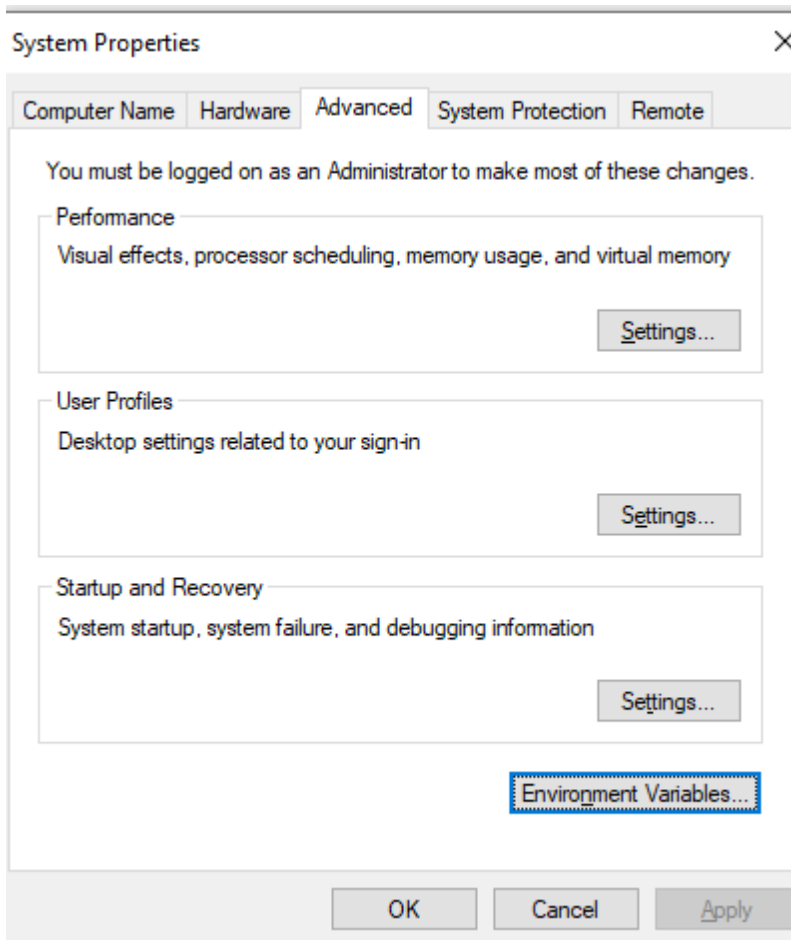 System Properties
Computer Name Hardware Advanced System Protection Remote
You must be logged on as an Administrator to make most of these changes.
Performance
Visual effects, processor scheduling, memory usage, and virtual memory
Settings...
User Profiles
Desktop settings related to your sign-in
Settings...
Startup and Recovery
System startup, system failure, and debugging information
Settings...
Environment Variables...
OK Cancel Apply